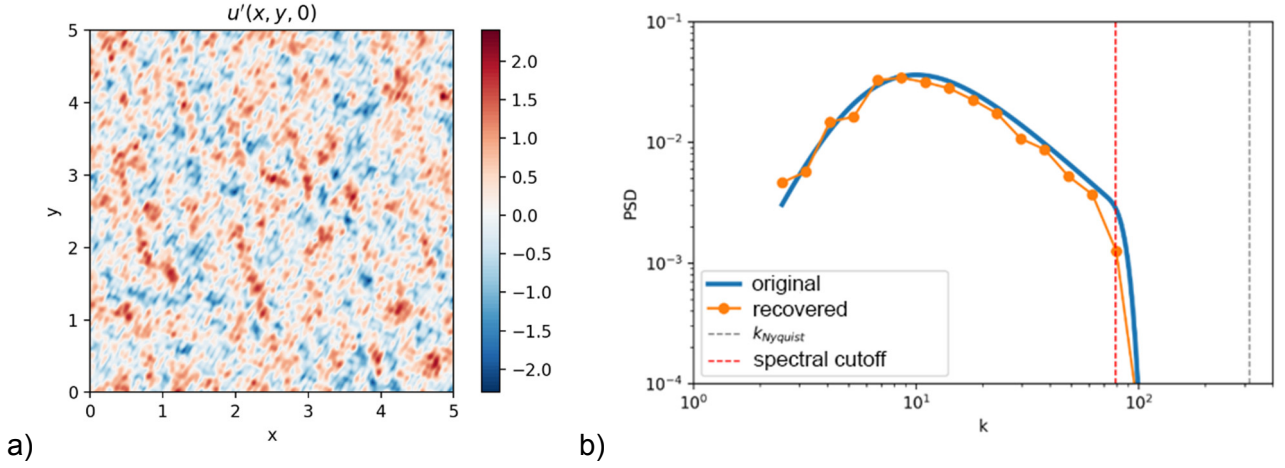 u'(x, y, 0)
5
4
3
2
1
0
y
0 1 2 3 4 5
x
2.0
1.5
1.0
0.5
0.0
−0.5
−1.0
−1.5
−2.0
a)
10⁻¹
10⁻²
10⁻³
10⁻⁴
PSD
original
recovered
k_Nyquist
spectral cutoff
10⁰ 10¹ 10²
k
b)